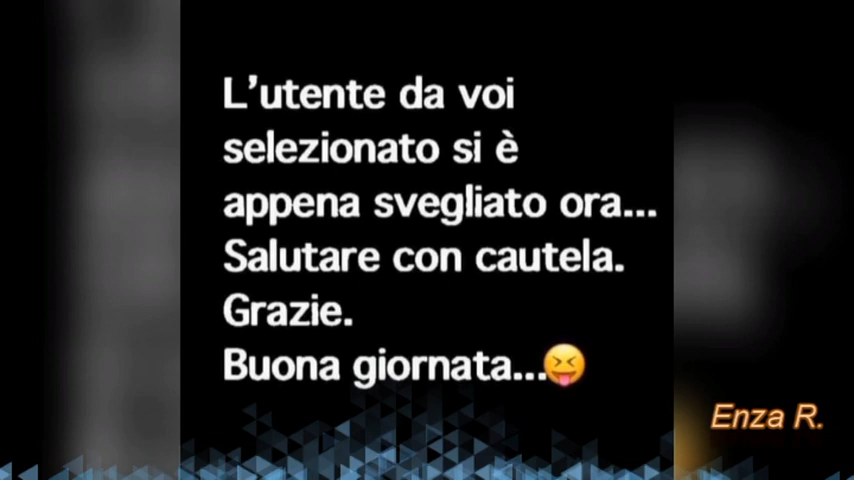 L'utente da voi
selezionato si è
appena svegliato ora...
Salutare con cautela.
Grazie.
Buona giornata...😝
Enza R.